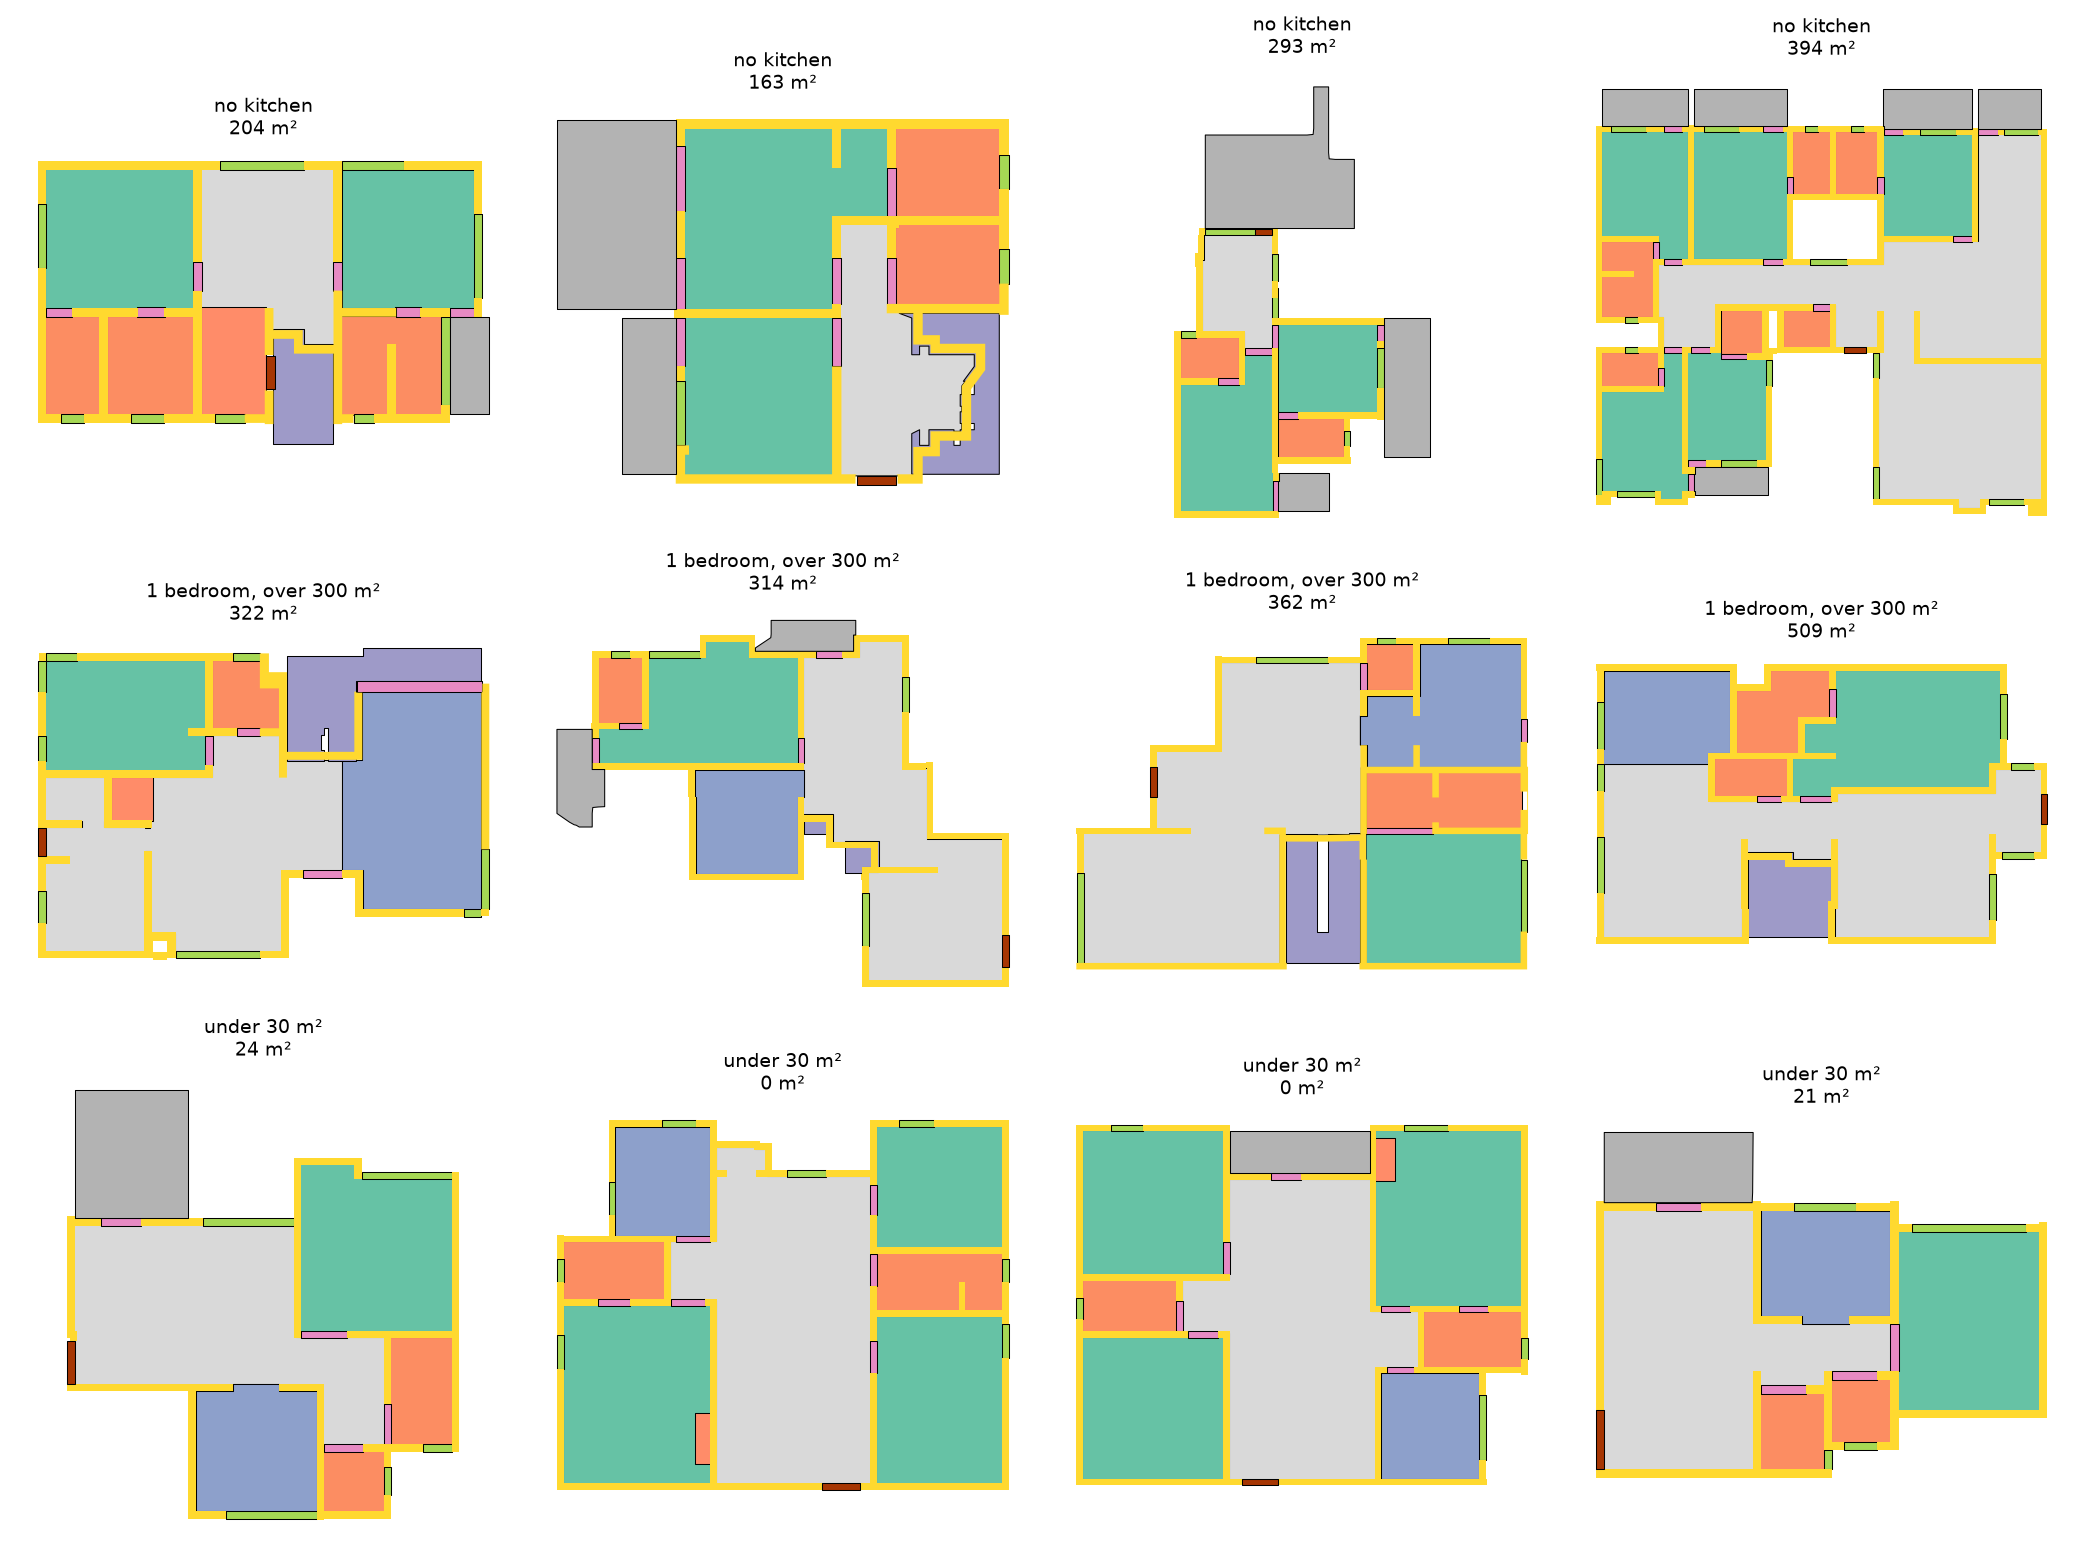 no kitchen
204 m²
no kitchen
163 m²
no kitchen
293 m²
no kitchen
394 m²
1 bedroom, over 300 m²
322 m²
1 bedroom, over 300 m²
314 m²
1 bedroom, over 300 m²
362 m²
1 bedroom, over 300 m²
509 m²
under 30 m²
24 m²
under 30 m²
0 m²
under 30 m²
0 m²
under 30 m²
21 m²